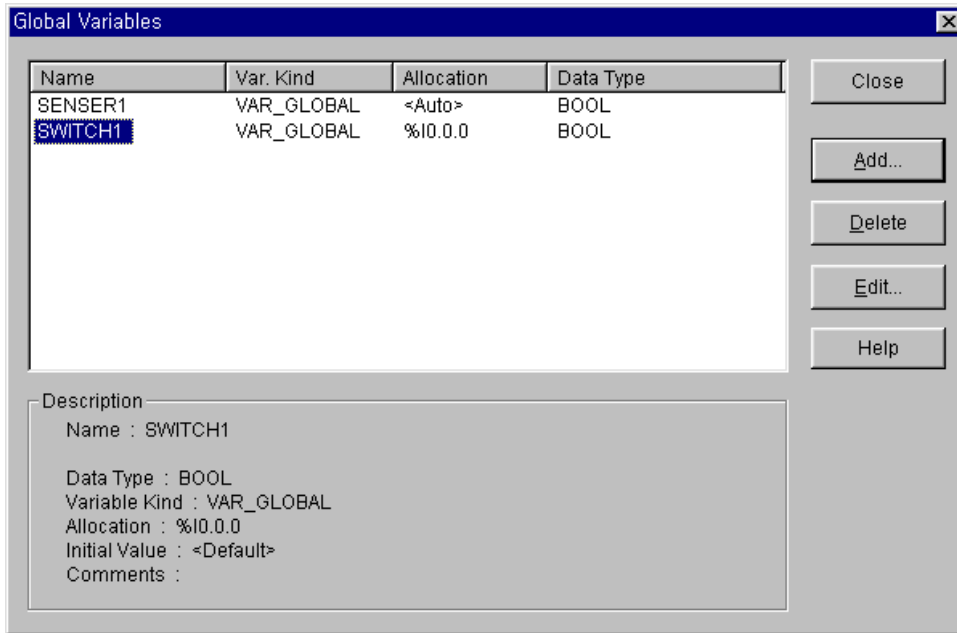 Global Variables
Name Var. Kind Allocation Data Type
SENSER1 VAR_GLOBAL <Auto> BOOL
SWITCH1 VAR_GLOBAL %I0.0.0 BOOL
Close
Add...
Delete
Edit...
Help
Description
Name : SWITCH1
Data Type : BOOL
Variable Kind : VAR_GLOBAL
Allocation : %I0.0.0
Initial Value : <Default>
Comments :